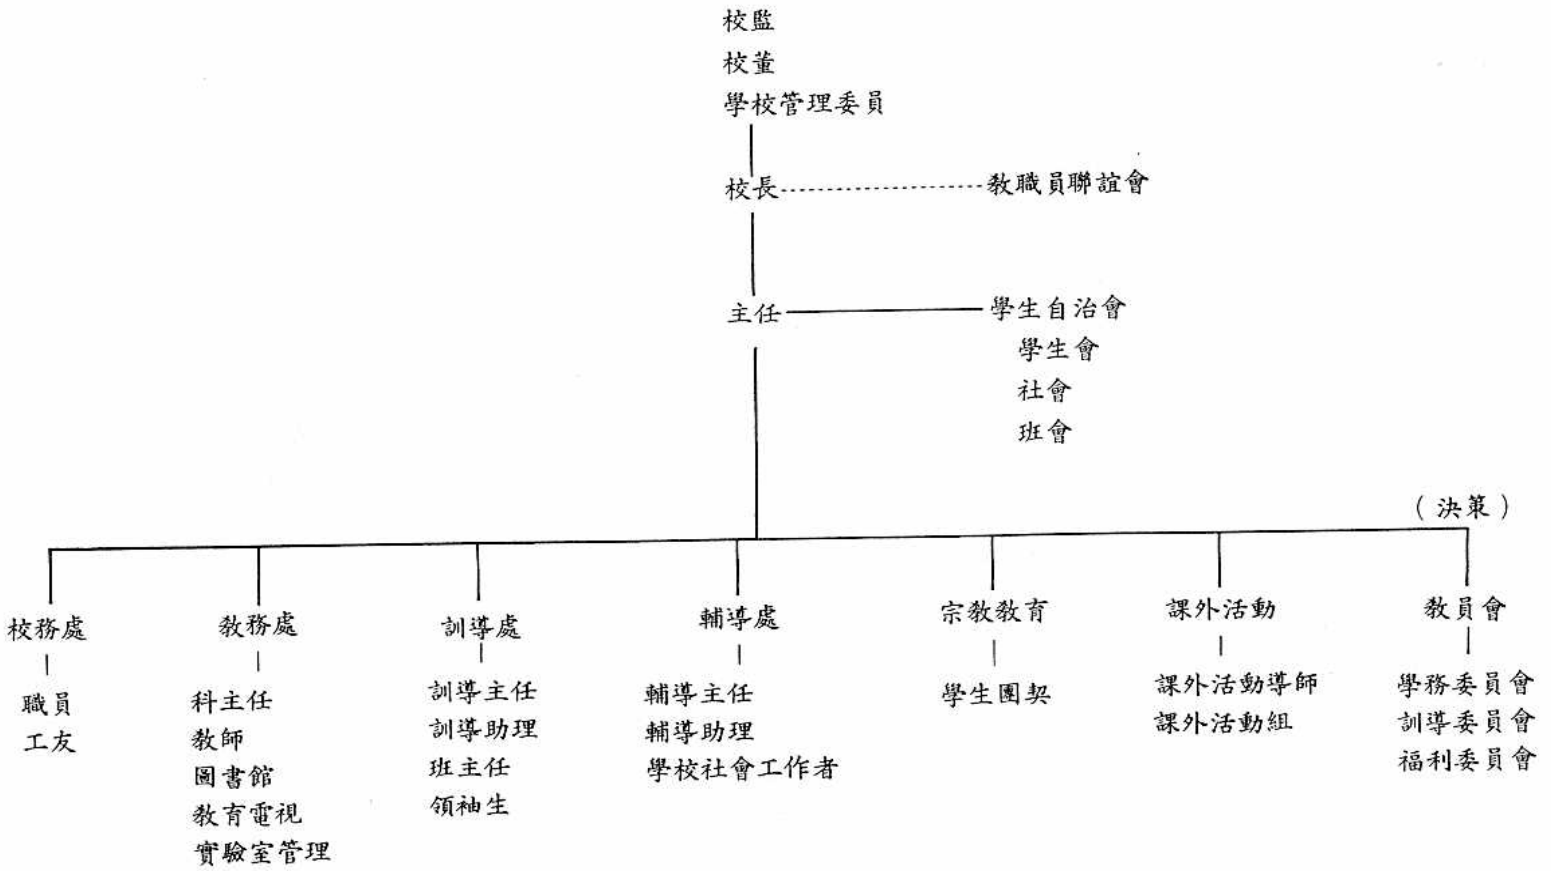 校監
校董
學校管理委員
校長
教職員聯誼會
主任
學生自治會
學生會
社會
班會
（決策）
校務處
職員
工友
教務處
科主任
教師
圖書館
教育電視
實驗室管理
訓導處
訓導主任
訓導助理
班主任
領袖生
輔導處
輔導主任
輔導助理
學校社會工作者
宗教教育
學生團契
課外活動
課外活動導師
課外活動組
教員會
學務委員會
訓導委員會
福利委員會